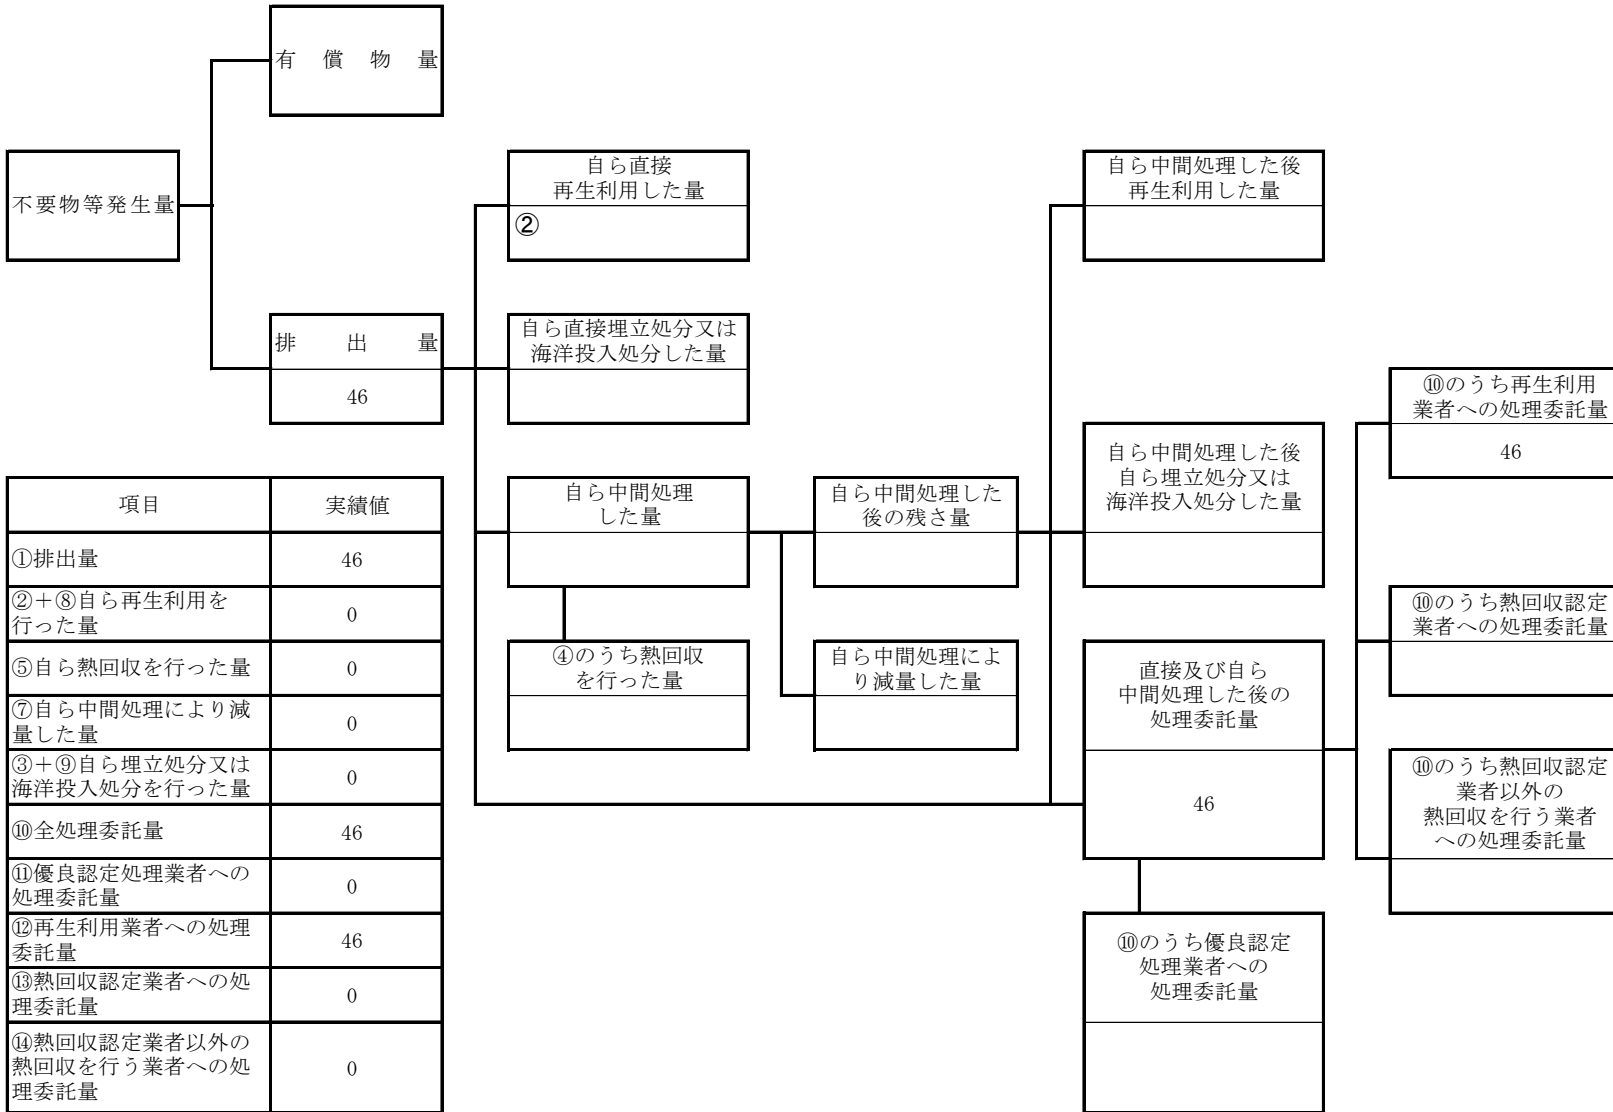 有償物量
不要物等発生量
自ら直接
再生利用した量
②
自ら中間処理した後
再生利用した量
排出量
46
自ら直接埋立処分又は
海洋投入処分した量
⑩のうち再生利用
業者への処理委託量
46
自ら中間処理
した量
自ら中間処理した
後の残さ量
自ら中間処理した後
自ら埋立処分又は
海洋投入処分した量
④のうち熱回収
を行った量
自ら中間処理によ
り減量した量
直接及び自ら
中間処理した後の
処理委託量
46
⑩のうち熱回収認定
業者への処理委託量
⑩のうち熱回収認定
業者以外の
熱回収を行う業者
への処理委託量
⑩のうち優良認定
処理業者への
処理委託量
項目 実績値
①排出量 46
②+⑧自ら再生利用を
行った量 0
⑤自ら熱回収を行った量 0
⑦自ら中間処理により減
量した量 0
③+⑨自ら埋立処分又は
海洋投入処分を行った量 0
⑩全処理委託量 46
⑪優良認定処理業者への
処理委託量 0
⑫再生利用業者への処理
委託量 46
⑬熱回収認定業者への処
理委託量 0
⑭熱回収認定業者以外の
熱回収を行う業者への処 0
理委託量